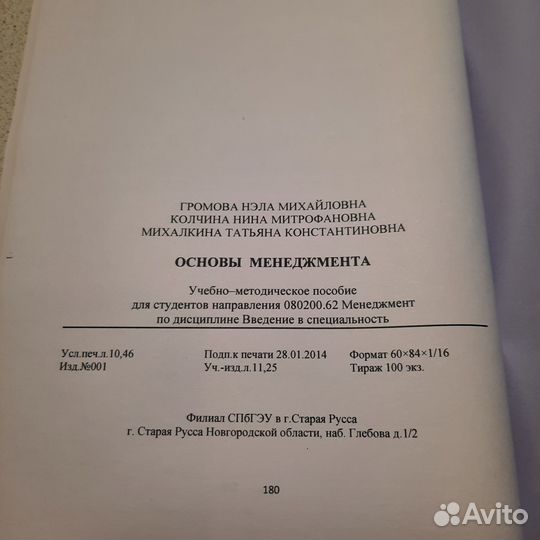 ГРОМОВА НЭЛА МИХАЙЛОВНА
КОЛЧИНА НИНА МИТРОФАНОВНА
МИХАЛКИНА ТАТЬЯНА КОНСТАНТИНОВНА
ОСНОВЫ МЕНЕДЖМЕНТА
Учебно–методическое пособие
для студентов направления 080200.62 Менеджмент
по дисциплине Введение в специальность
Усл.печ.л.10,46 Подп.к печати 28.01.2014 Формат 60×84×1/16
Изд.№001 Уч.-изд.л.11,25 Тираж 100 экз.
Филиал СПбГЭУ в г.Старая Русса
г. Старая Русса Новгородской области, наб. Глебова д.1/2
180
Avito